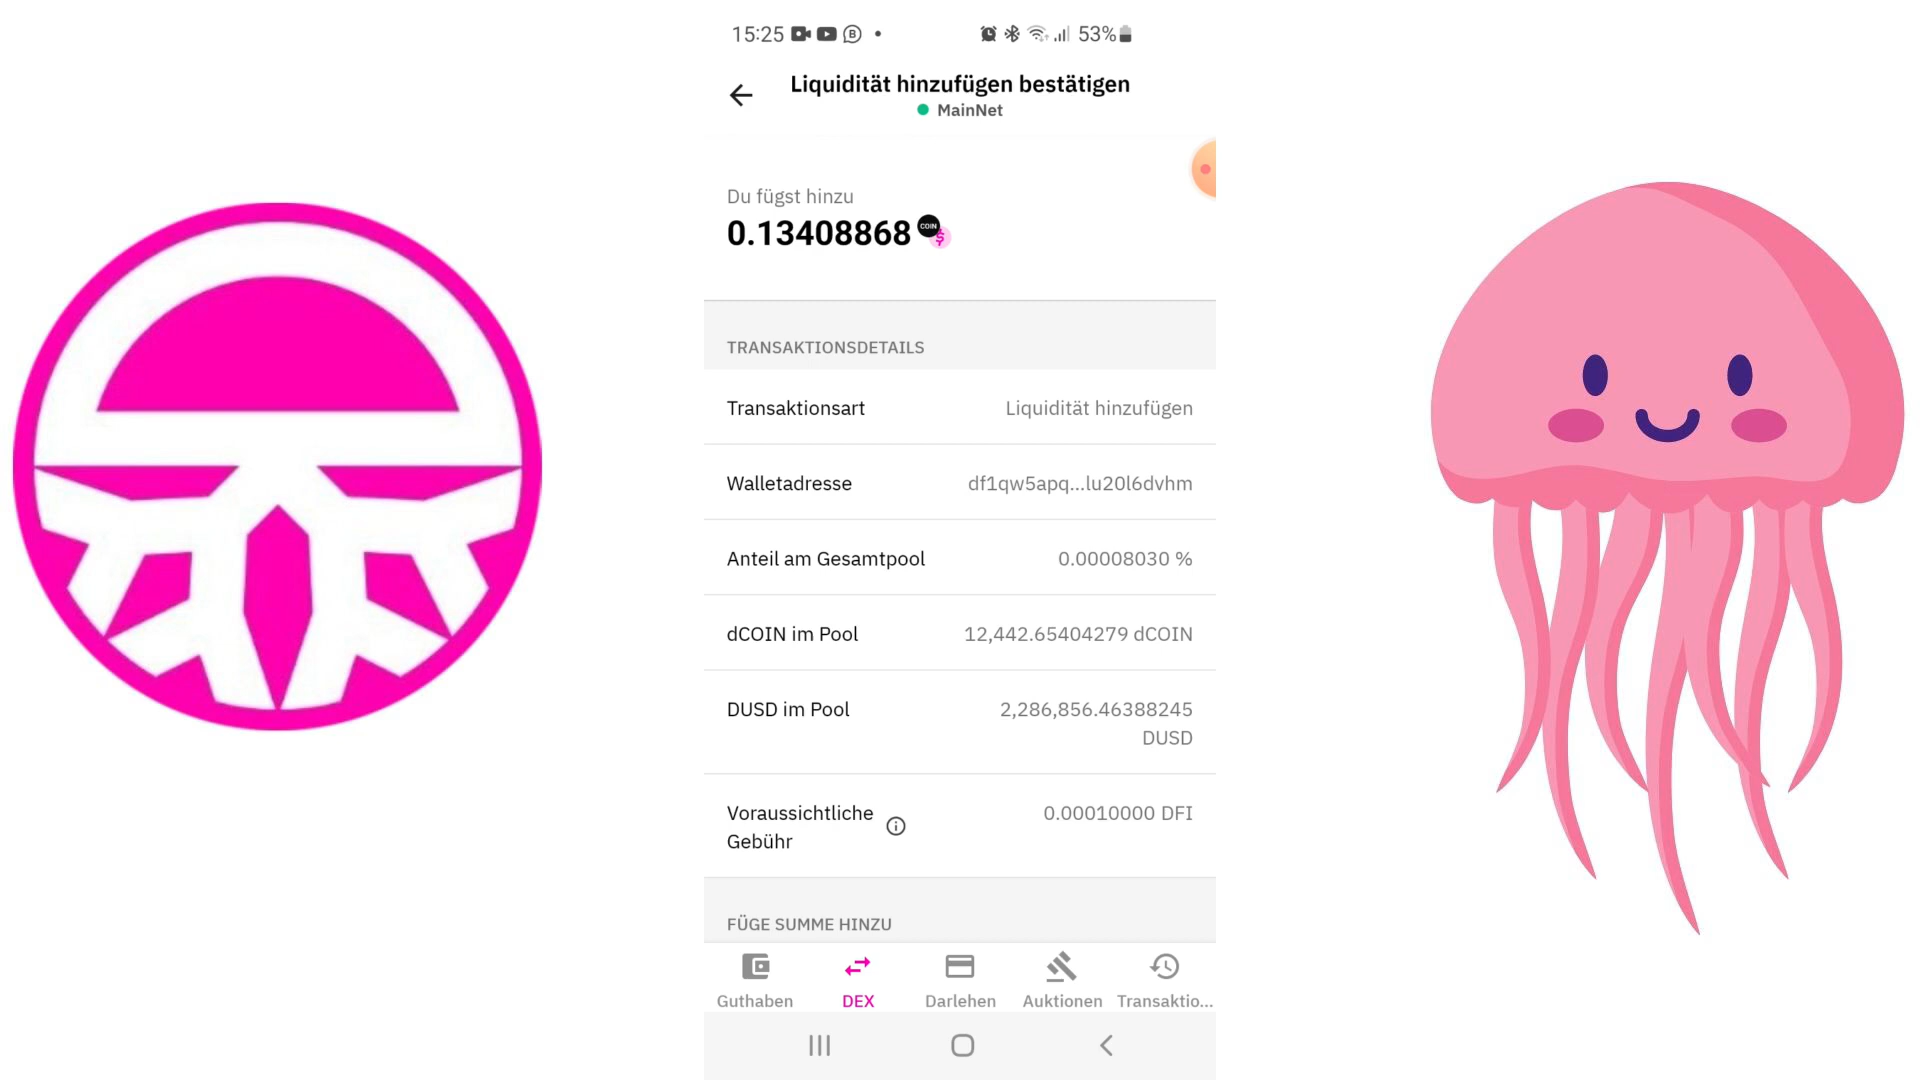 15:25 53%
Liquidität hinzufügen bestätigen
MainNet
Du fügst hinzu
0.13408868 COIN $
TRANSAKTIONSDETAILS
Transaktionsart Liquidität hinzufügen
Walletadresse df1qw5apq...lu20l6dvhm
Anteil am Gesamtpool 0.00008030 %
dCOIN im Pool 12,442.65404279 dCOIN
DUSD im Pool 2,286,856.46388245
DUSD
Voraussichtliche 0.00010000 DFI
Gebühr
FÜGE SUMME HINZU
Guthaben DEX Darlehen Auktionen Transaktio...